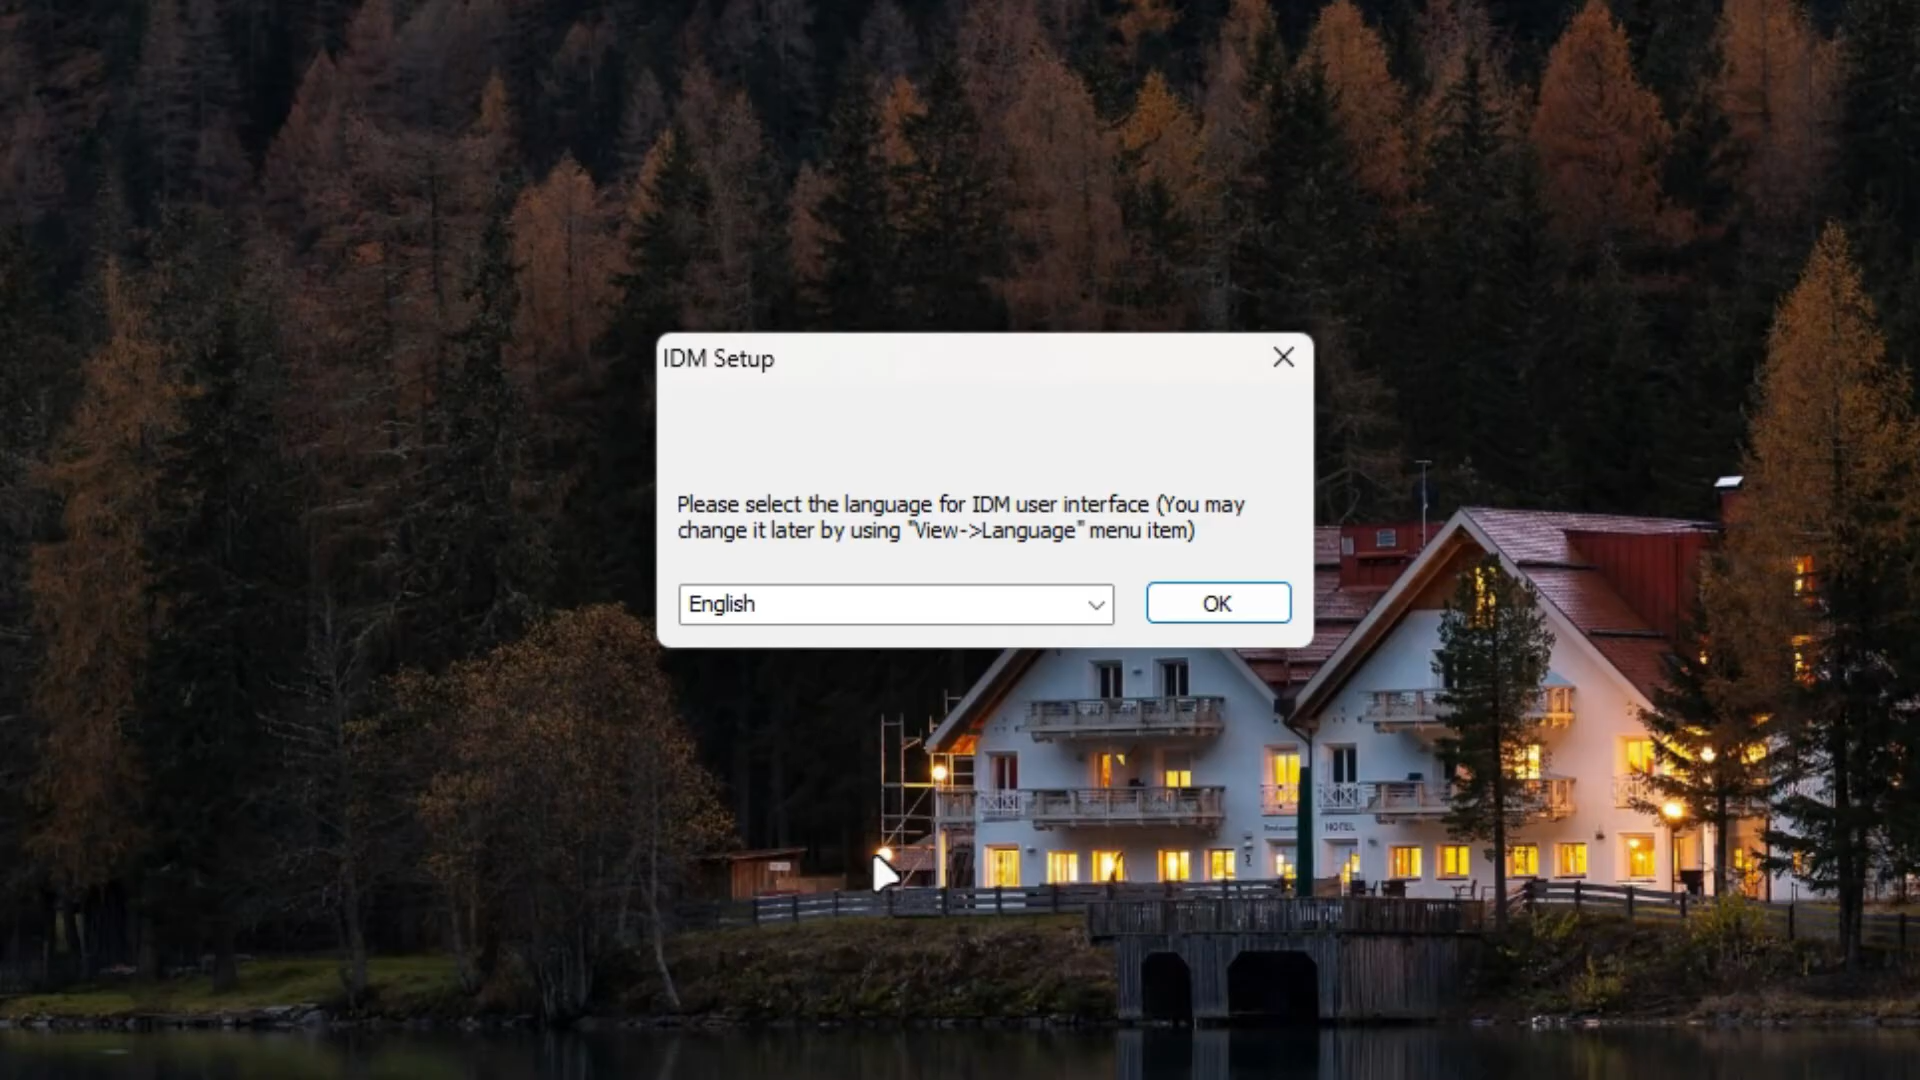 IDM Setup
Please select the language for IDM user interface (You may
change it later by using "View->Language" menu item)
English
OK
HOTEL